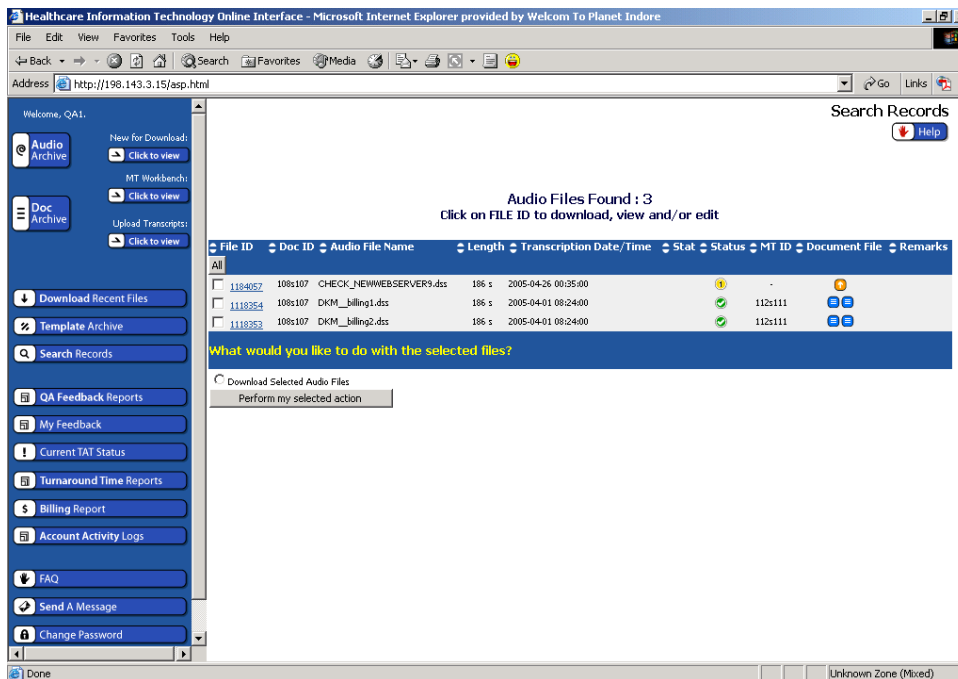 Healthcare Information Technology Online Interface - Microsoft Internet Explorer provided by Welcom To Planet Indore
File Edit View Favorites Tools Help
Back Search Favorites Media
Address http://198.143.3.15/asp.html Go Links
Welcome, QA1.
Audio Archive
New for Download:
Click to view
MT Workbench:
Click to view
Doc Archive
Upload Transcripts:
Click to view
Download Recent Files
Template Archive
Search Records
QA Feedback Reports
My Feedback
Current TAT Status
Turnaround Time Reports
Billing Report
Account Activity Logs
FAQ
Send A Message
Change Password
Search Records
Help
Audio Files Found : 3
Click on FILE ID to download, view and/or edit
File ID Doc ID Audio File Name Length Transcription Date/Time Stat Status MT ID Document File Remarks
All
1184057 108s107 CHECK_NEWWEBSERVER9.dss 186 s 2005-04-26 00:35:00 1 -
1118354 108s107 DKM__billing1.dss 186 s 2005-04-01 08:24:00 112s111
1118353 108s107 DKM__billing2.dss 186 s 2005-04-01 08:24:00 112s111
What would you like to do with the selected files?
Download Selected Audio Files
Perform my selected action
Done Unknown Zone (Mixed)